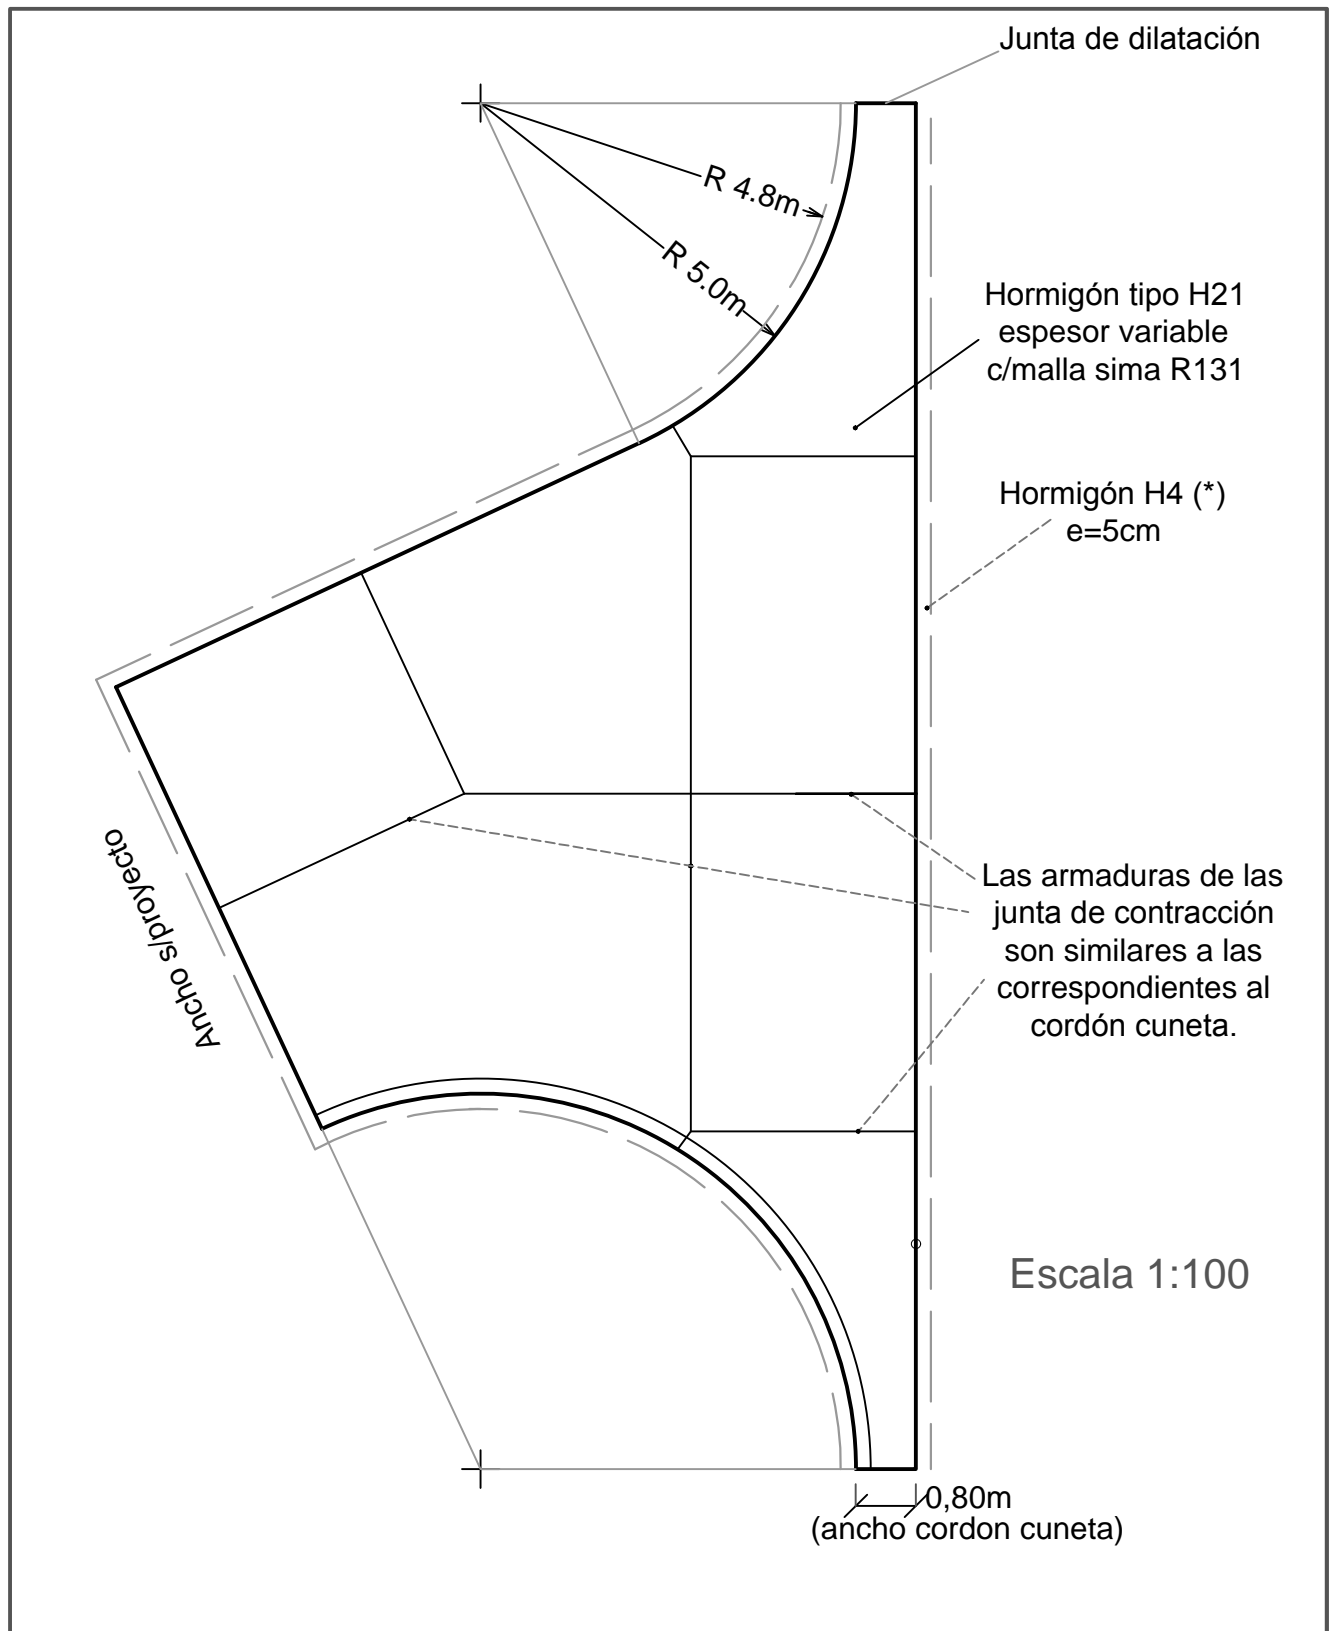 Junta de dilatación
R 4.8m
R 5.0m
Hormigón tipo H21
espesor variable
c/malla sima R131
Hormigón H4 (*)
e=5cm
Ancho s/proyecto
Las armaduras de las
junta de contracción
son similares a las
correspondientes al
cordón cuneta.
Escala 1:100
0,80m
(ancho cordon cuneta)